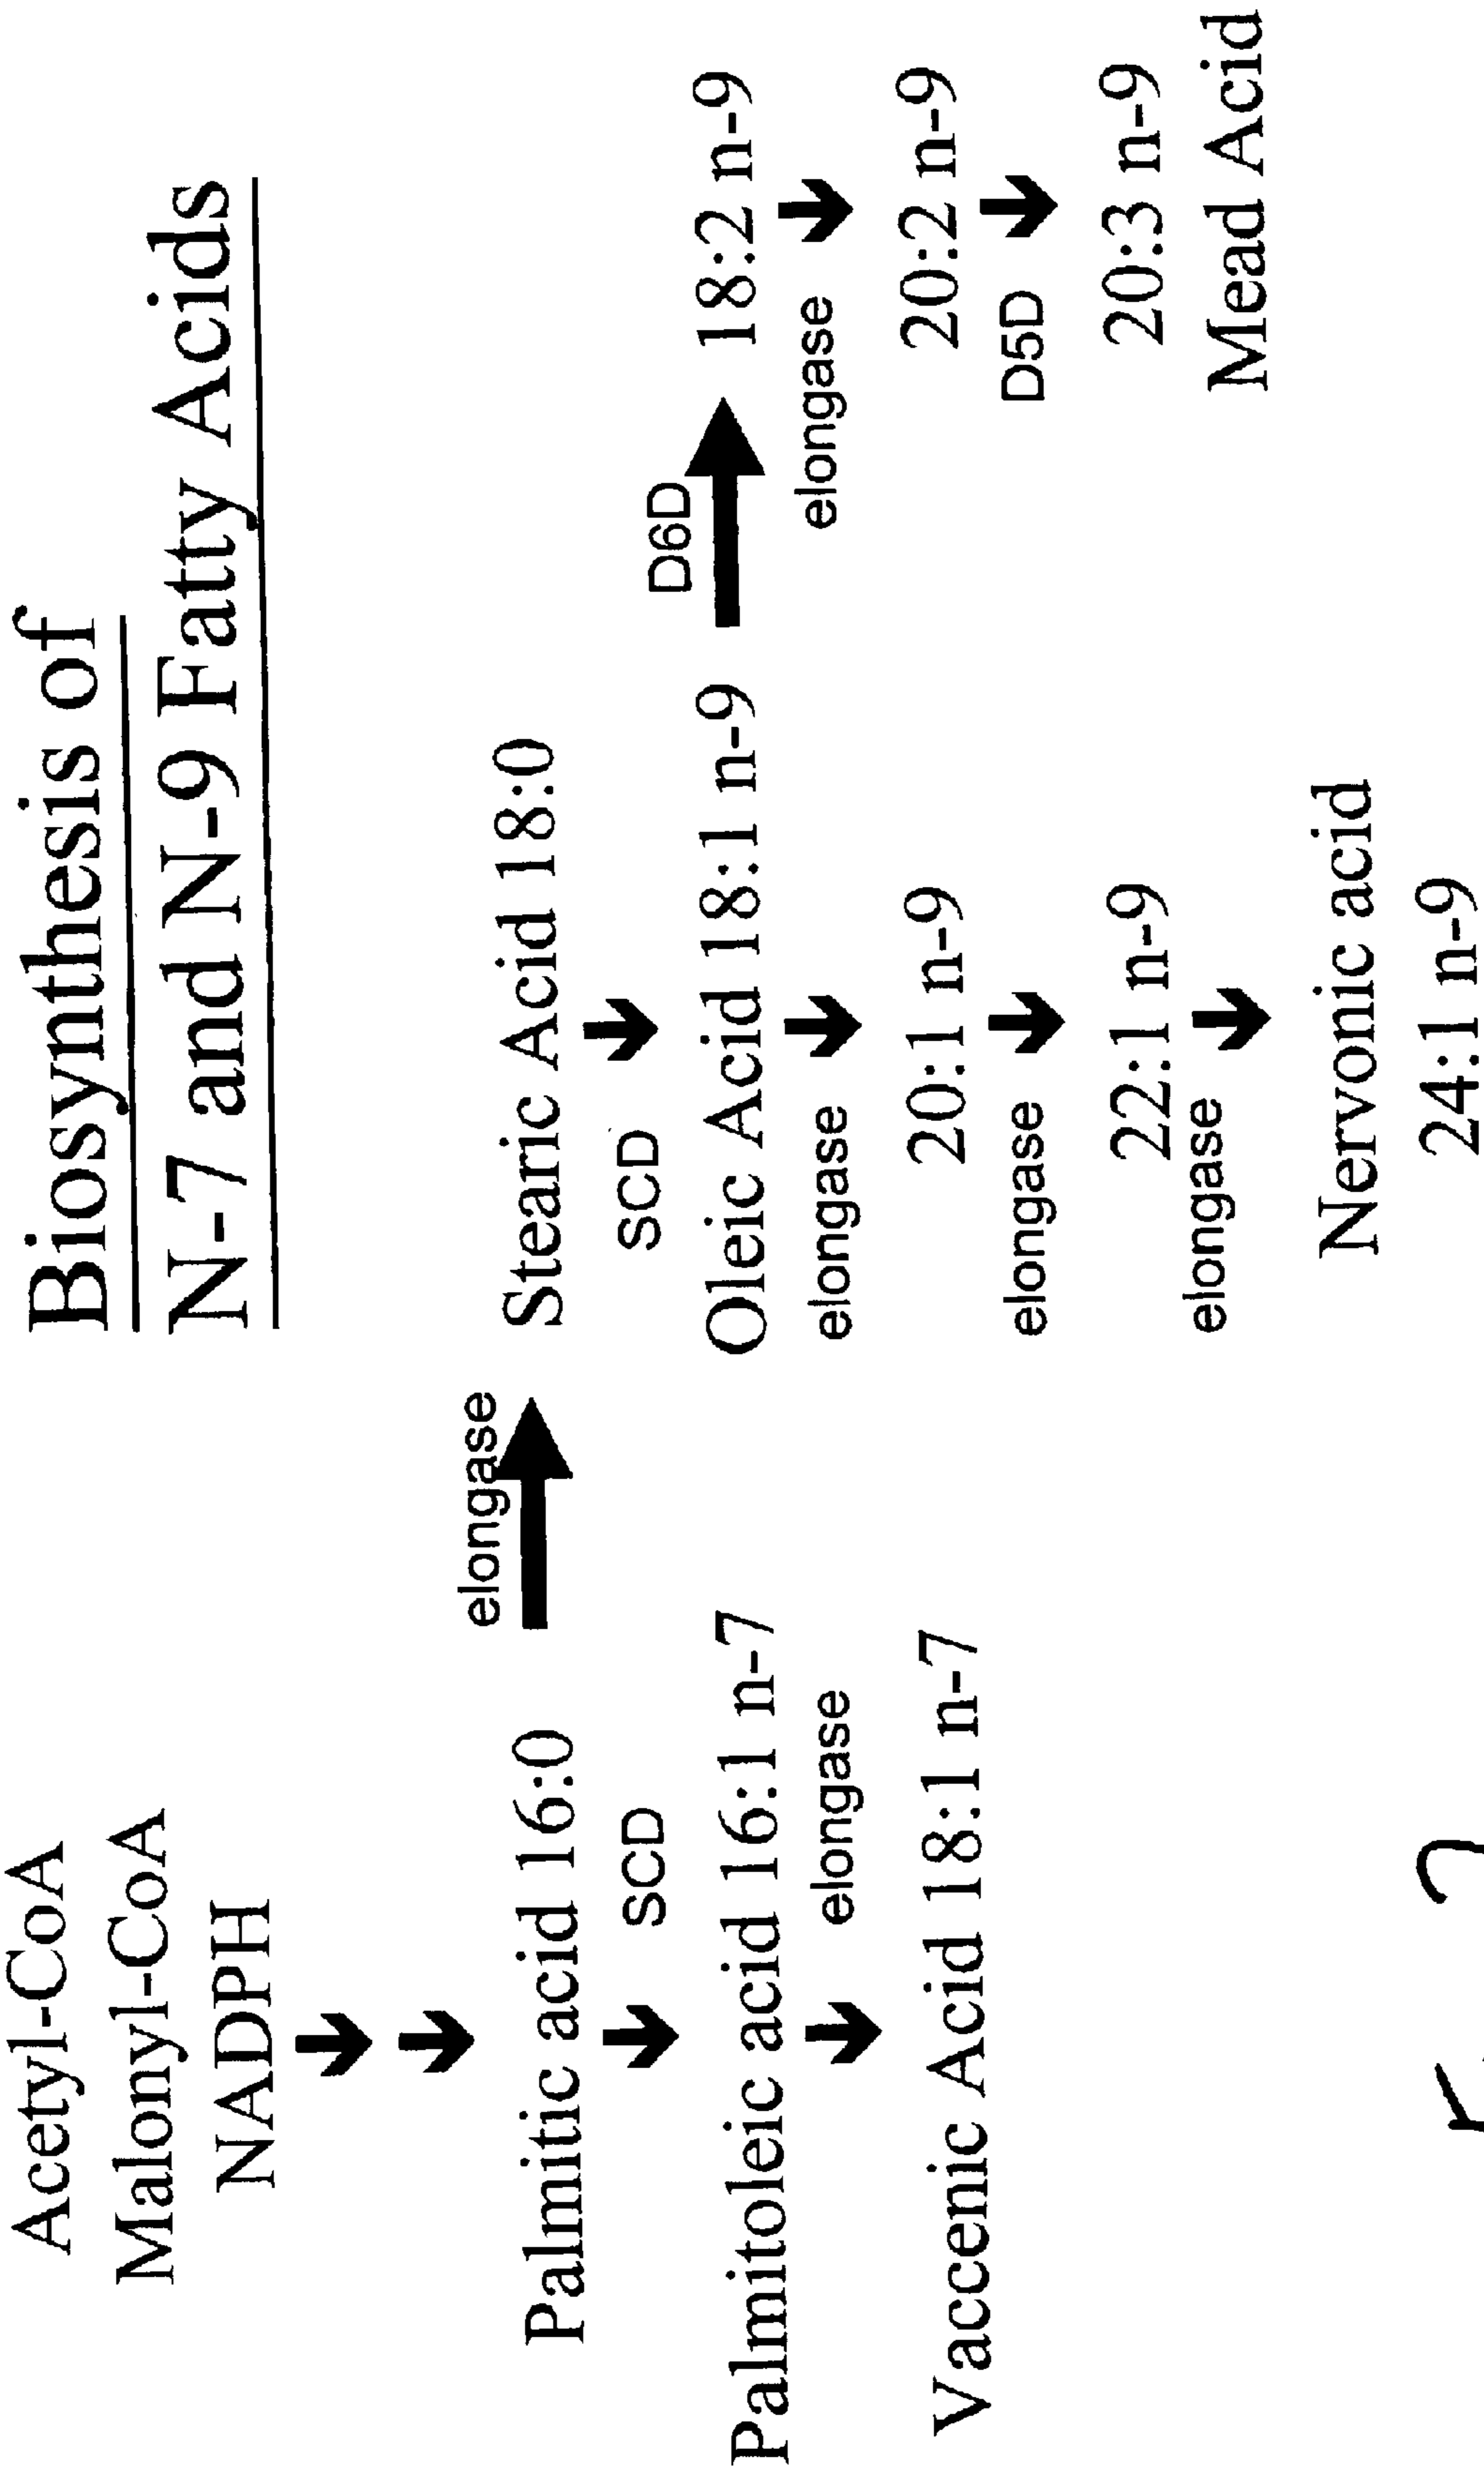 Biosynthesis of
N-7 and N-9 Fatty Acids
Acetyl-CoA
Malonyl-CoA
NADPH
Palmitic acid 16:0
SCD
Palmitoleic acid 16:1 n-7
elongase
Vaccenic Acid 18:1 n-7
elongase
Stearic Acid 18:0
SCD
Oleic Acid 18:1 n-9
elongase
20:1 n-9
elongase
22:1 n-9
elongase
Nervonic acid
24:1 n-9
D6D
18:2 n-9
elongase
20:2 n-9
D5D
20:3 n-9
Mead Acid